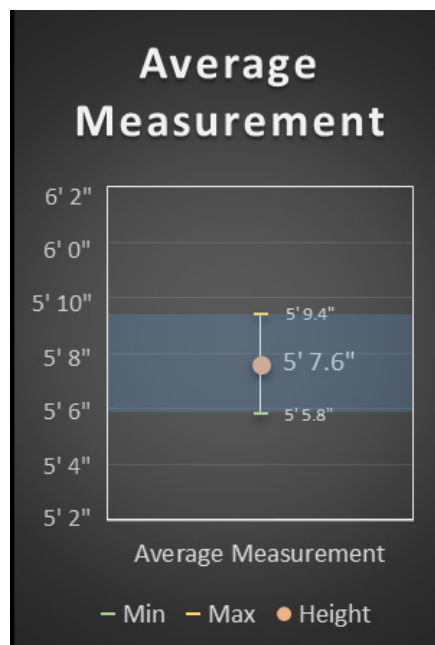 Average
Measurement
6' 2"
6' 0"
5' 10"
5' 9.4"
5' 8"
5' 7.6"
5' 6"
5' 5.8"
5' 4"
5' 2"
Average Measurement
Min Max Height